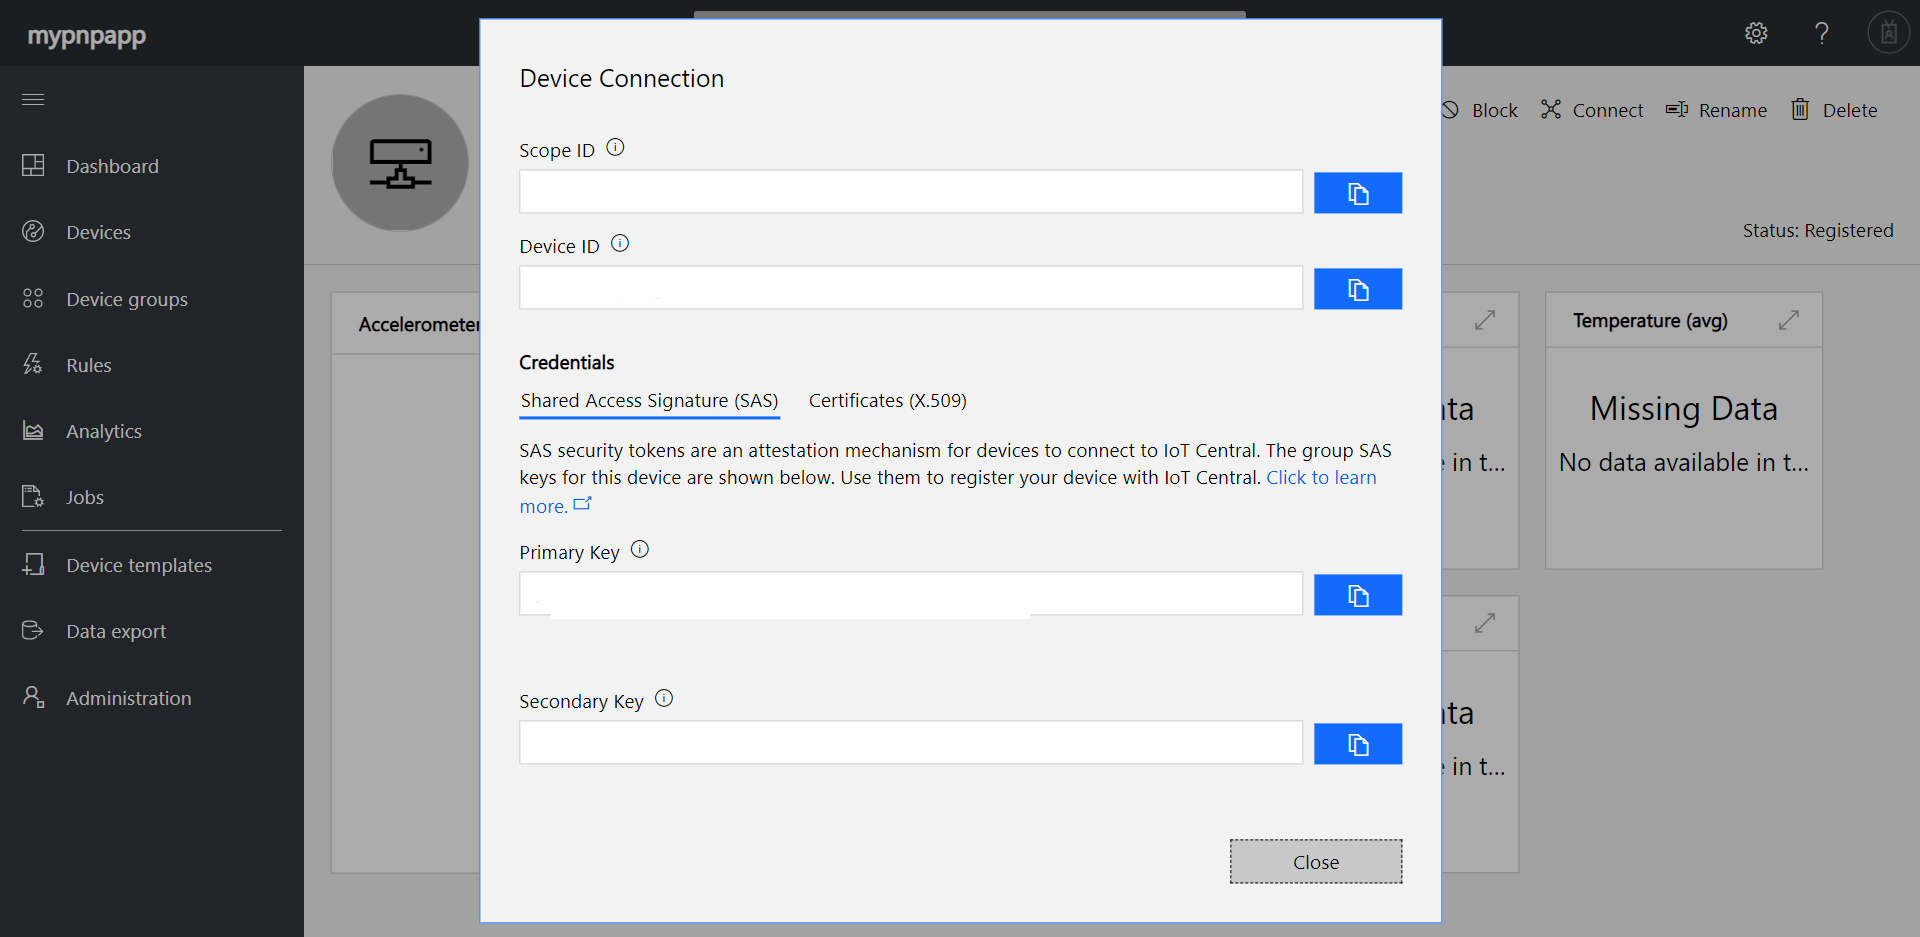 mypnpapp
?
Dashboard
Devices
Device groups
Rules
Analytics
Jobs
Device templates
Data export
Administration
Block
Connect
Rename
Delete
Status: Registered
Accelerometer
Temperature (avg)
Missing Data
No data available in t...
ta
in t...
ta
in t...
Device Connection
Scope ID
Device ID
Credentials
Shared Access Signature (SAS) Certificates (X.509)
SAS security tokens are an attestation mechanism for devices to connect to IoT Central. The group SAS
keys for this device are shown below. Use them to register your device with IoT Central. Click to learn
more.
Primary Key
Secondary Key
Close